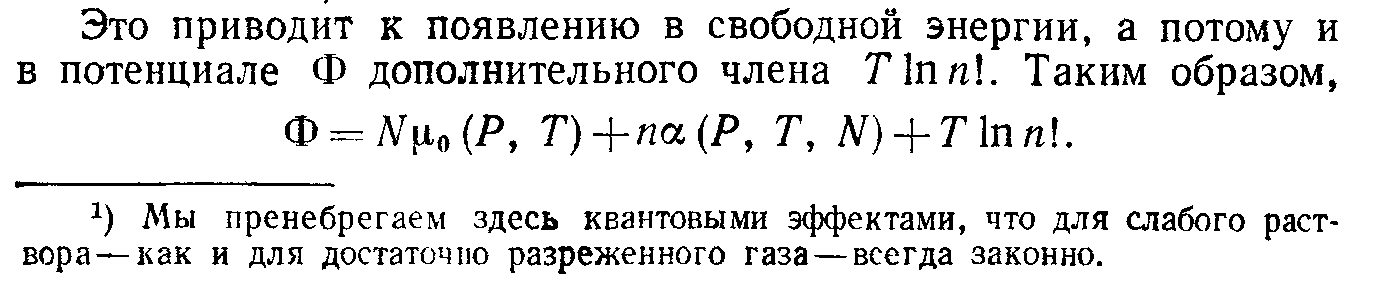 Это приводит к появлению в свободной энергии, а потому и
в потенциале Φ дополнительного члена T ln n!. Таким образом,
Φ = Nμ₀ (P, T) + nα (P, T, N) + T ln n!.
¹) Мы пренебрегаем здесь квантовыми эффектами, что для слабого раст-
вора — как и для достаточно разреженного газа — всегда законно.